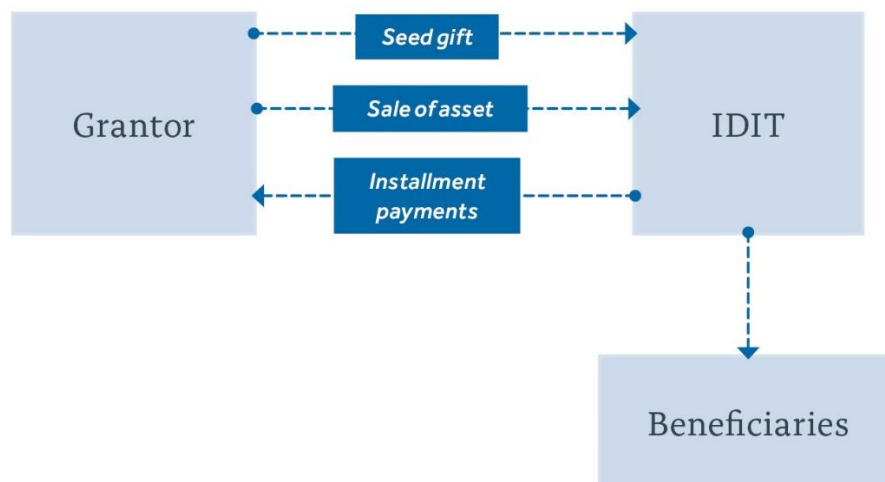 Seed gift
Grantor
Sale of asset
IDIT
Installment
payments
Beneficiaries